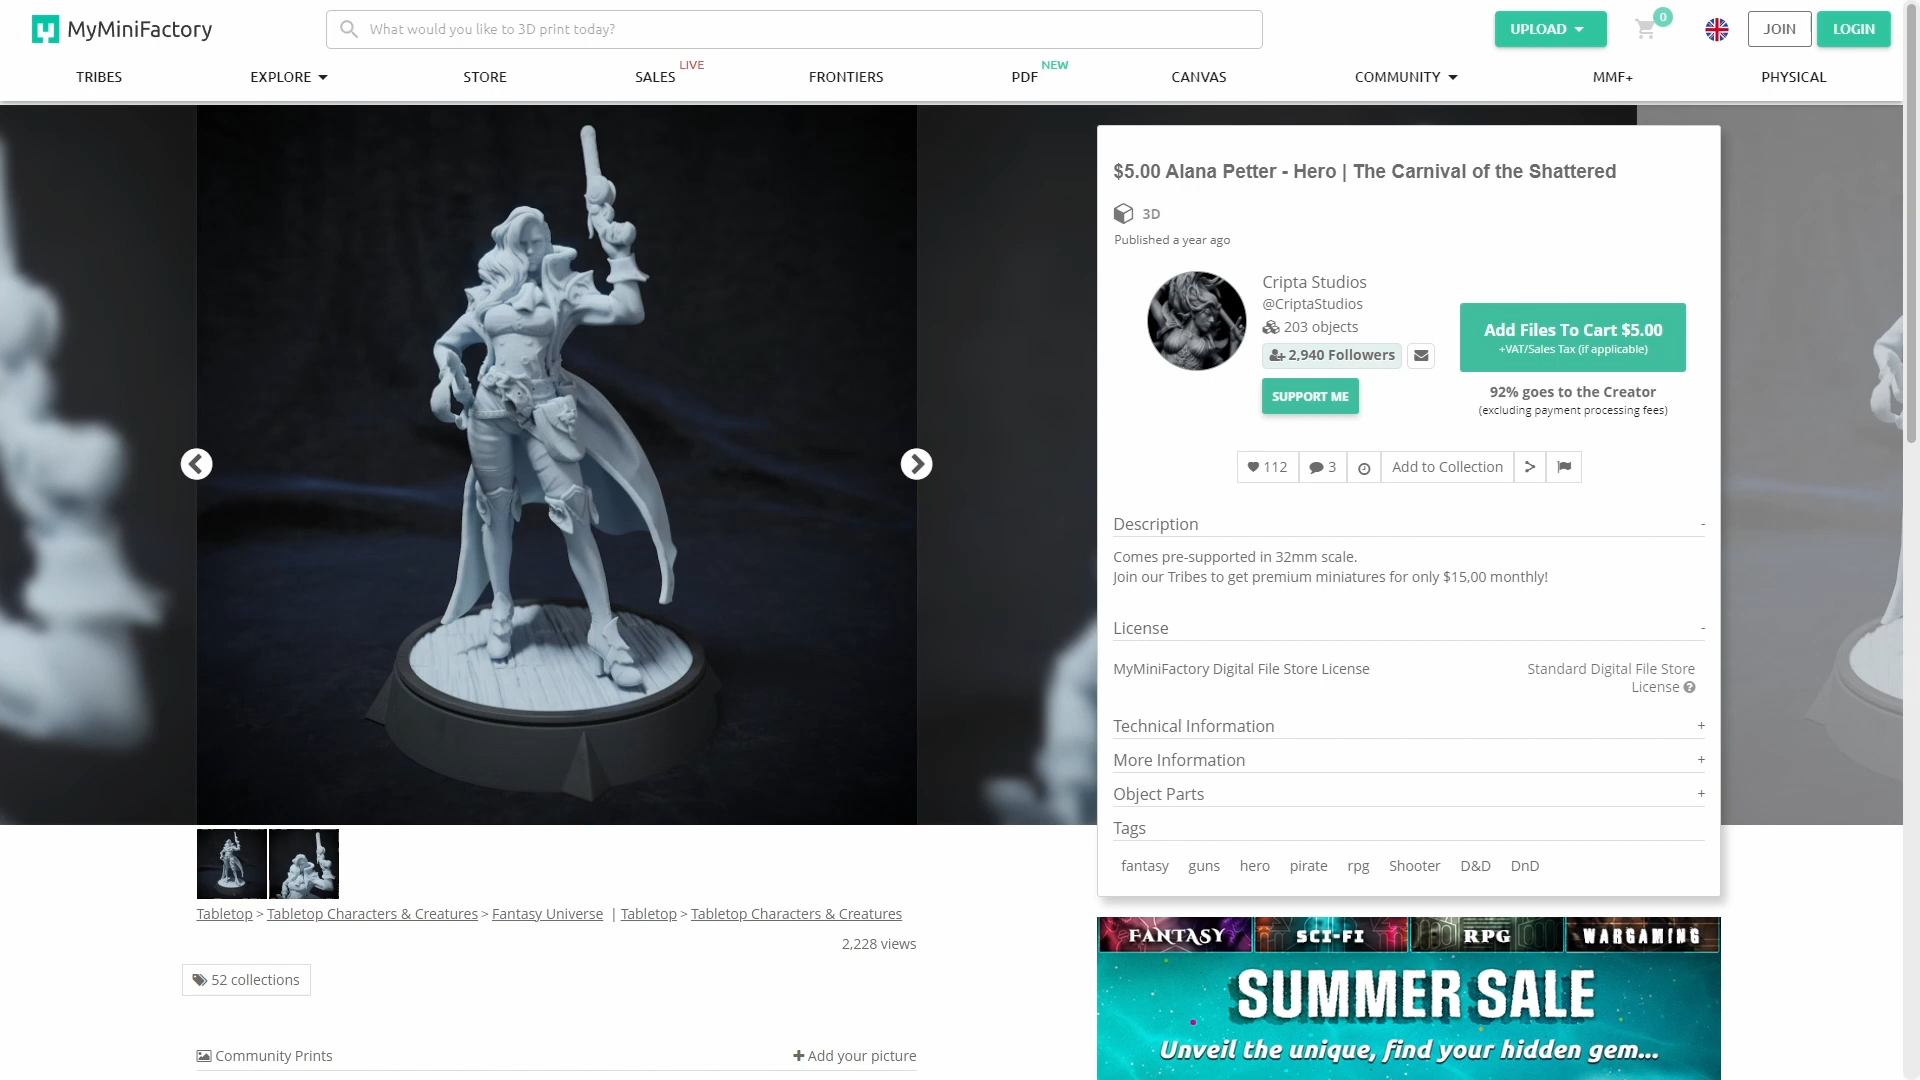 MyMiniFactory
What would you like to 3D print today?
UPLOAD
0
JOIN
LOGIN
TRIBES
EXPLORE
STORE
SALES
LIVE
FRONTIERS
PDF
NEW
CANVAS
COMMUNITY
MMF+
PHYSICAL
$5.00 Alana Petter - Hero | The Carnival of the Shattered
3D
Published a year ago
Cripta Studios
@CriptaStudios
203 objects
2,940 Followers
SUPPORT ME
Add Files To Cart $5.00
+VAT/Sales Tax (if applicable)
92% goes to the Creator
(excluding payment processing fees)
112
3
Add to Collection
Description
-
Comes pre-supported in 32mm scale.
Join our Tribes to get premium miniatures for only $15,00 monthly!
License
-
MyMiniFactory Digital File Store License
Standard Digital File Store
License
Technical Information
+
More Information
+
Object Parts
+
Tags
fantasy guns hero pirate rpg Shooter D&D DnD
Tabletop > Tabletop Characters & Creatures > Fantasy Universe | Tabletop > Tabletop Characters & Creatures
2,228 views
52 collections
Community Prints
Add your picture
FANTASY
SCI-FI
RPG
WARGAMING
SUMMER SALE
Unveil the unique, find your hidden gem...